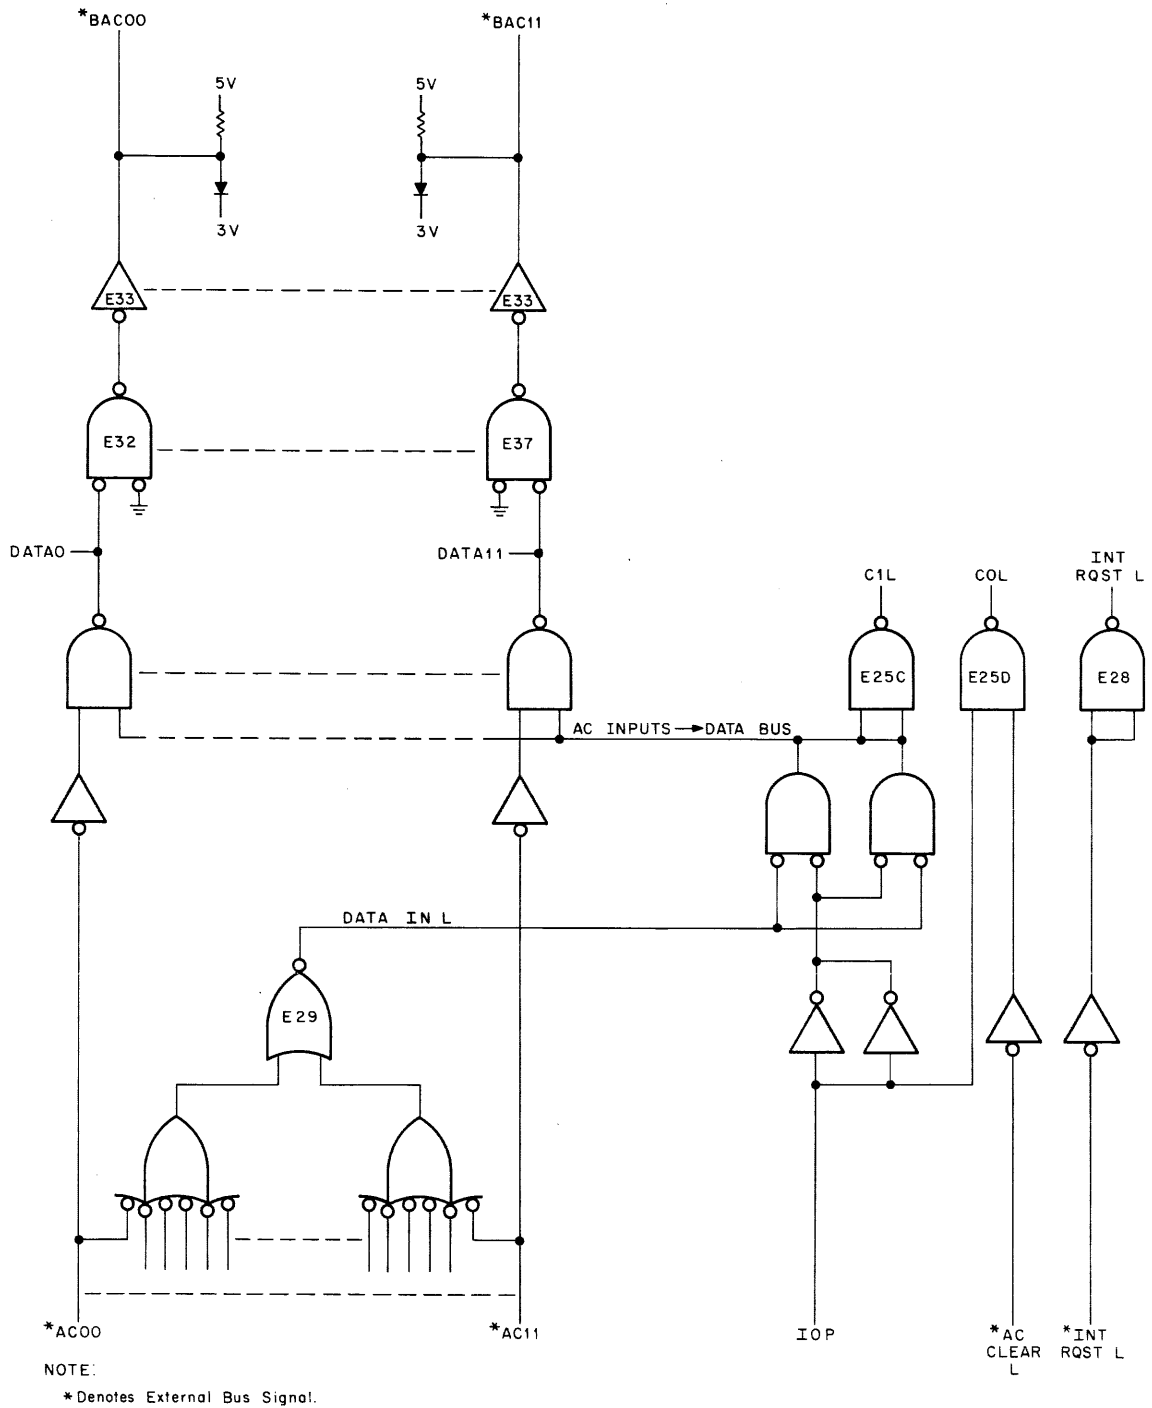 *BAC00
*BAC11
5V
5V
3V
3V
E33
E33
E32
E37
DATA0
DATA11
INT
RQST L
C1L
C0L
E25C
E25D
E28
AC INPUTS→DATA BUS
DATA IN L
E29
*AC00
*AC11
IOP
*AC
CLEAR
L
*INT
RQST L
NOTE:
*Denotes External Bus Signal.